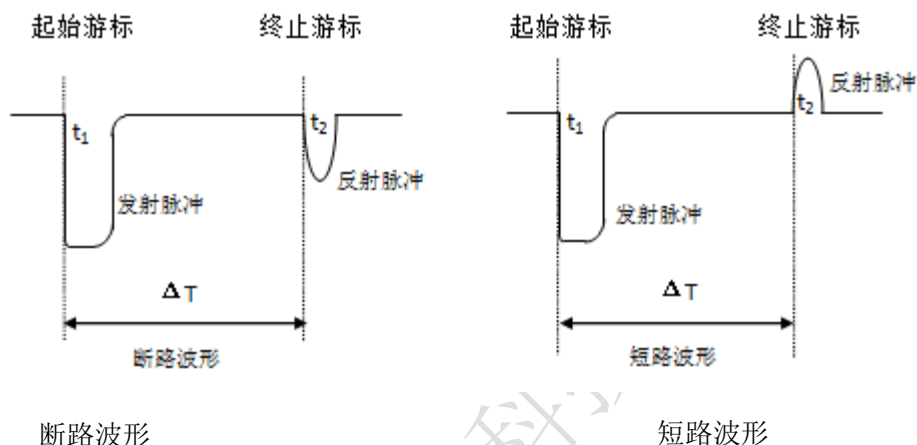 起始游标 终止游标 起始游标 终止游标
反射脉冲
t₁ t₂ t₁ t₂
反射脉冲
发射脉冲 发射脉冲
ΔT ΔT
断路波形 短路波形
断路波形 短路波形